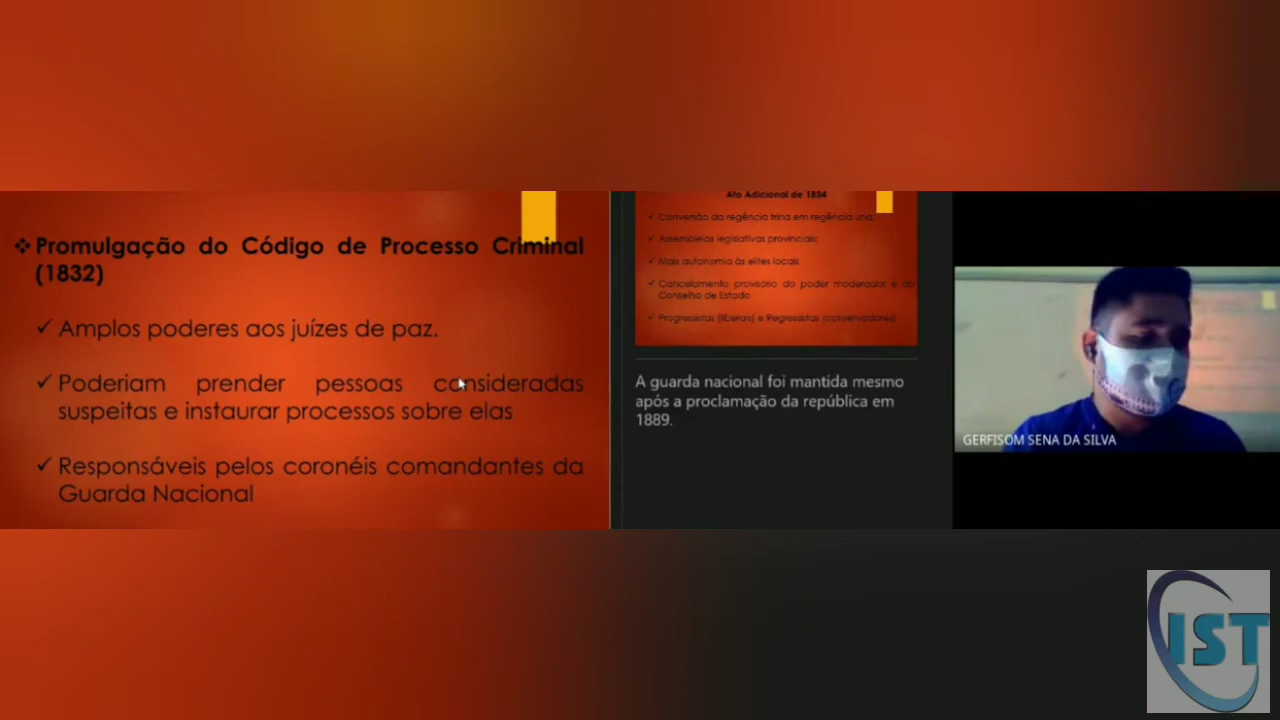 ❖Promulgação do Código de Processo Criminal
(1832)
✓ Amplos poderes aos juízes de paz.
✓ Poderiam prender pessoas consideradas
suspeitas e instaurar processos sobre elas
✓ Responsáveis pelos coronéis comandantes da
Guarda Nacional
Ato Adicional de 1834
✓ Conversão da regência trina em regência una;
✓ Assembleias legislativas provinciais;
✓ Mais autonomia às elites locais
✓ Cancelamento provisório do poder moderador e do
Conselho de Estado
✓ Progressistas (liberais) e Regressistas (conservadores)
A guarda nacional foi mantida mesmo
após a proclamação da república em
1889.
GERFISOM SENA DA SILVA
IST